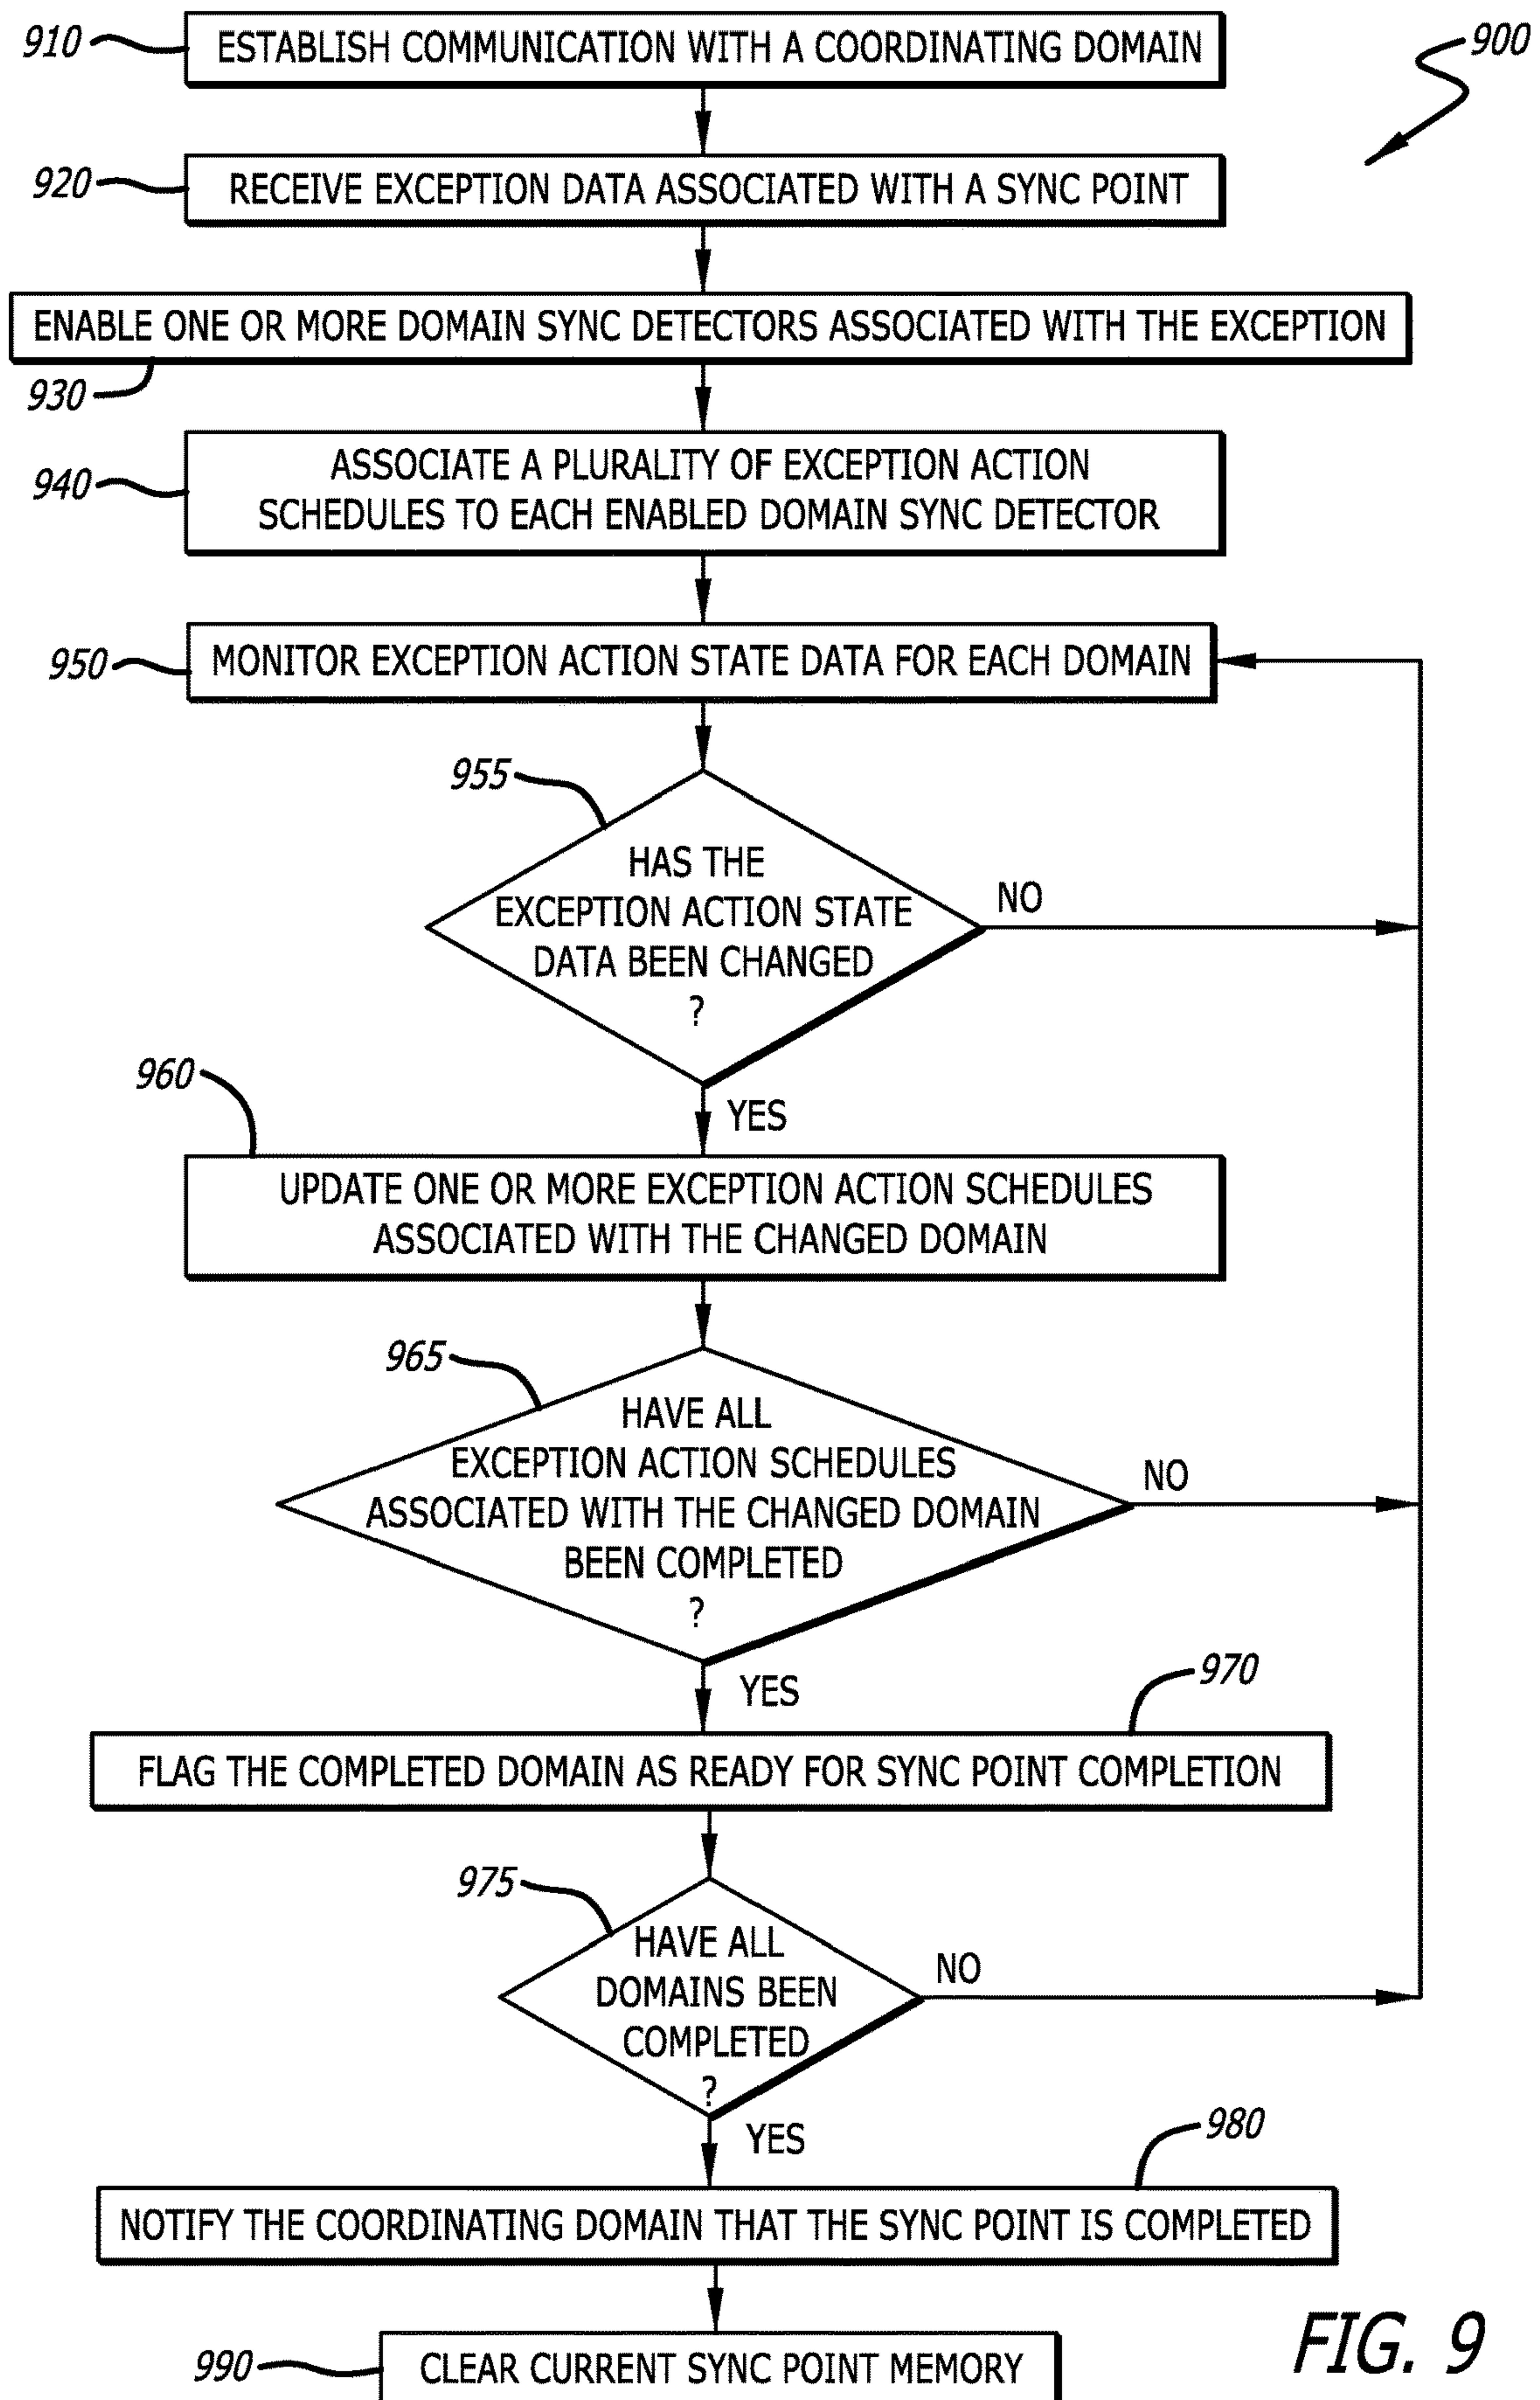 910
ESTABLISH COMMUNICATION WITH A COORDINATING DOMAIN
900
920
RECEIVE EXCEPTION DATA ASSOCIATED WITH A SYNC POINT
ENABLE ONE OR MORE DOMAIN SYNC DETECTORS ASSOCIATED WITH THE EXCEPTION
930
940
ASSOCIATE A PLURALITY OF EXCEPTION ACTION
SCHEDULES TO EACH ENABLED DOMAIN SYNC DETECTOR
950
MONITOR EXCEPTION ACTION STATE DATA FOR EACH DOMAIN
955
HAS THE
EXCEPTION ACTION STATE
DATA BEEN CHANGED
?
NO
YES
960
UPDATE ONE OR MORE EXCEPTION ACTION SCHEDULES
ASSOCIATED WITH THE CHANGED DOMAIN
965
HAVE ALL
EXCEPTION ACTION SCHEDULES
ASSOCIATED WITH THE CHANGED DOMAIN
BEEN COMPLETED
?
NO
YES
970
FLAG THE COMPLETED DOMAIN AS READY FOR SYNC POINT COMPLETION
975
HAVE ALL
DOMAINS BEEN
COMPLETED
?
NO
YES
980
NOTIFY THE COORDINATING DOMAIN THAT THE SYNC POINT IS COMPLETED
990
CLEAR CURRENT SYNC POINT MEMORY
FIG. 9